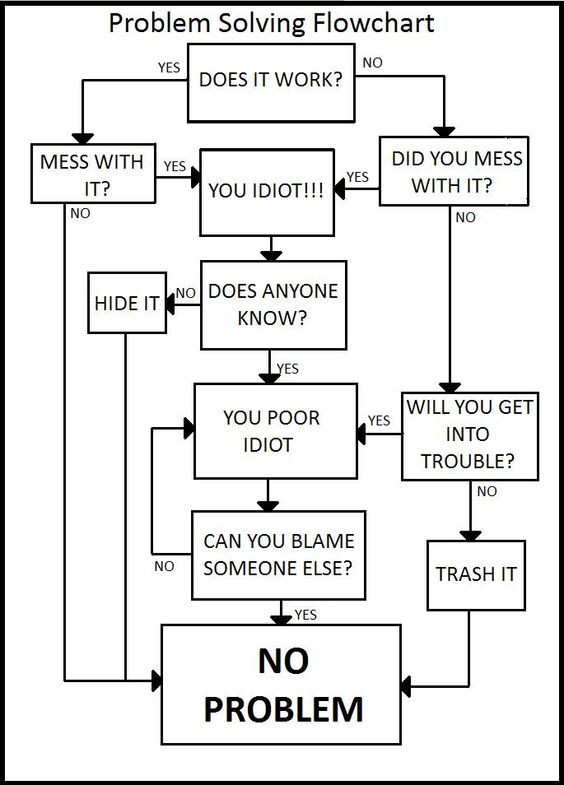 Problem Solving Flowchart
YES
DOES IT WORK?
NO
MESS WITH
IT?
YES
YOU IDIOT!!!
YES
DID YOU MESS
WITH IT?
NO
NO
HIDE IT
NO
DOES ANYONE
KNOW?
YES
YOU POOR
IDIOT
YES
WILL YOU GET
INTO
TROUBLE?
NO
CAN YOU BLAME
SOMEONE ELSE?
NO
TRASH IT
YES
NO
PROBLEM